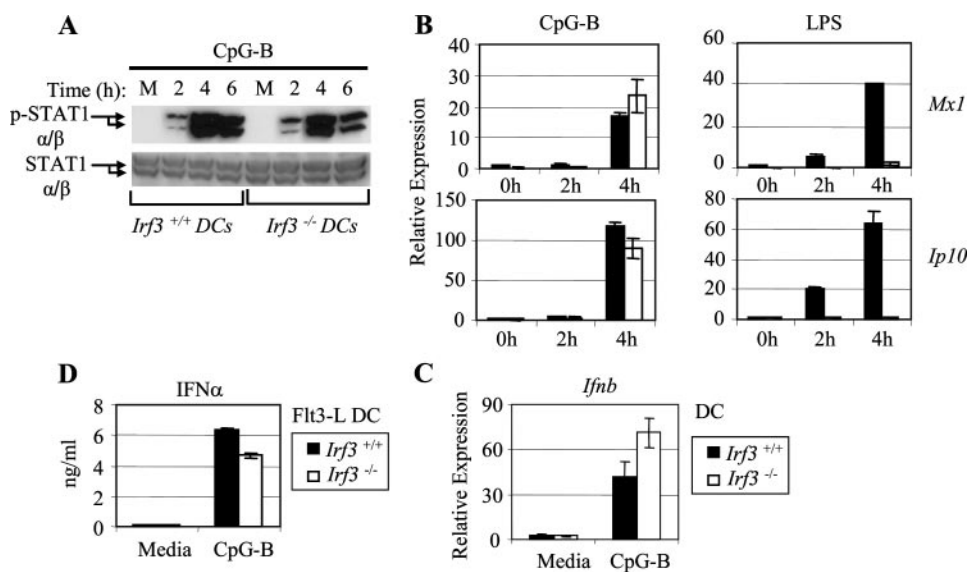 A
CpG-B
Time (h): M 2 4 6 M 2 4 6
p-STAT1
α/β
STAT1
α/β
Irf3 +/+ DCs Irf3 -/- DCs
B
CpG-B LPS
Relative Expression
40
30
20
10
0
0h 2h 4h
60
40
20
0
0h 2h 4h
Mx1
150
100
50
0
0h 2h 4h
80
60
40
20
0
0h 2h 4h
Ip10
D
IFNα
ng/ml
8
6
4
2
0
Media CpG-B
Flt3-L DC
Irf3 +/+
Irf3 -/-
C
Ifnb
Relative Expression
90
60
30
0
Media CpG-B
DC
Irf3 +/+
Irf3 -/-